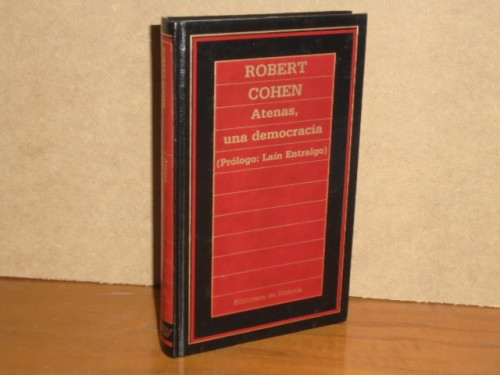 ROBERT
COHEN
Atenas,
una democracia
(Prólogo: Laín Entralgo)
Biblioteca de Historia